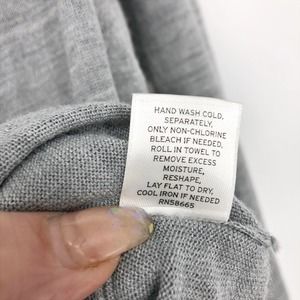 HAND WASH COLD,
SEPARATELY,
ONLY NON-CHLORINE
BLEACH IF NEEDED,
ROLL IN TOWEL TO
REMOVE EXCESS
MOISTURE,
RESHAPE,
LAY FLAT TO DRY,
COOL IRON IF NEEDED
RN58665